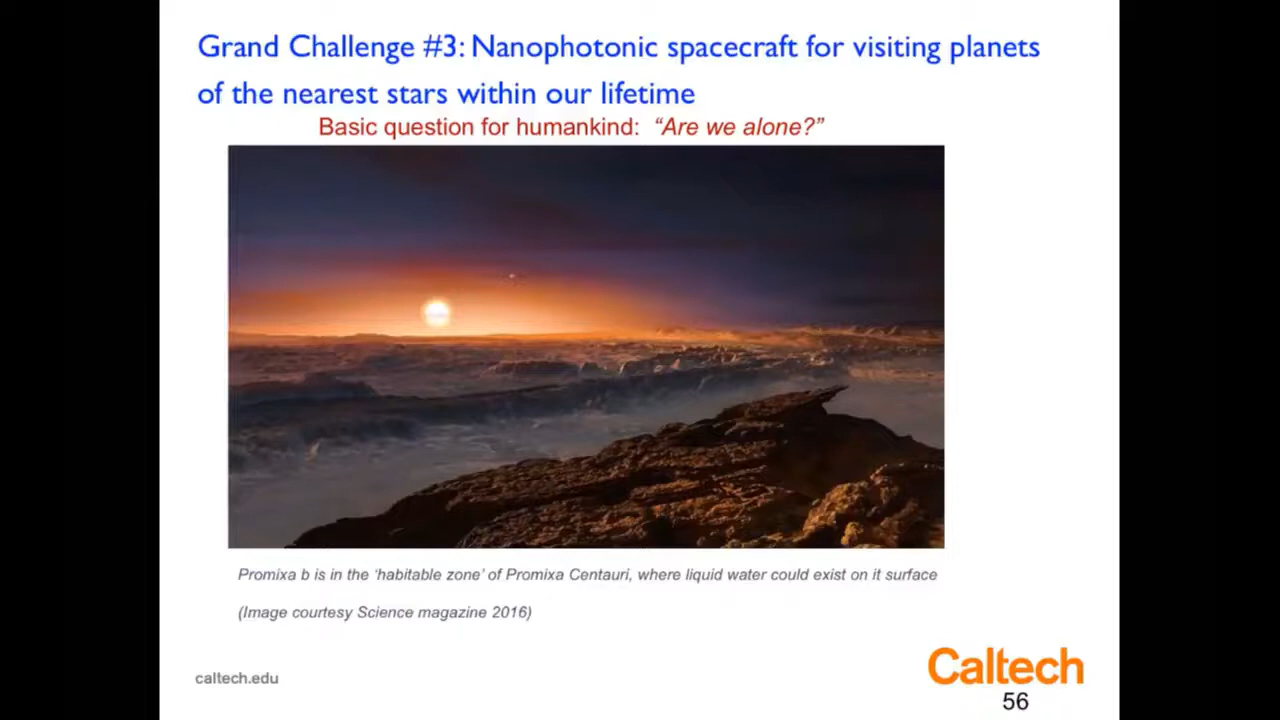 Grand Challenge #3: Nanophotonic spacecraft for visiting planets
of the nearest stars within our lifetime
Basic question for humankind: “Are we alone?”
Promixa b is in the ‘habitable zone’ of Promixa Centauri, where liquid water could exist on it surface
(Image courtesy Science magazine 2016)
caltech.edu
Caltech
56